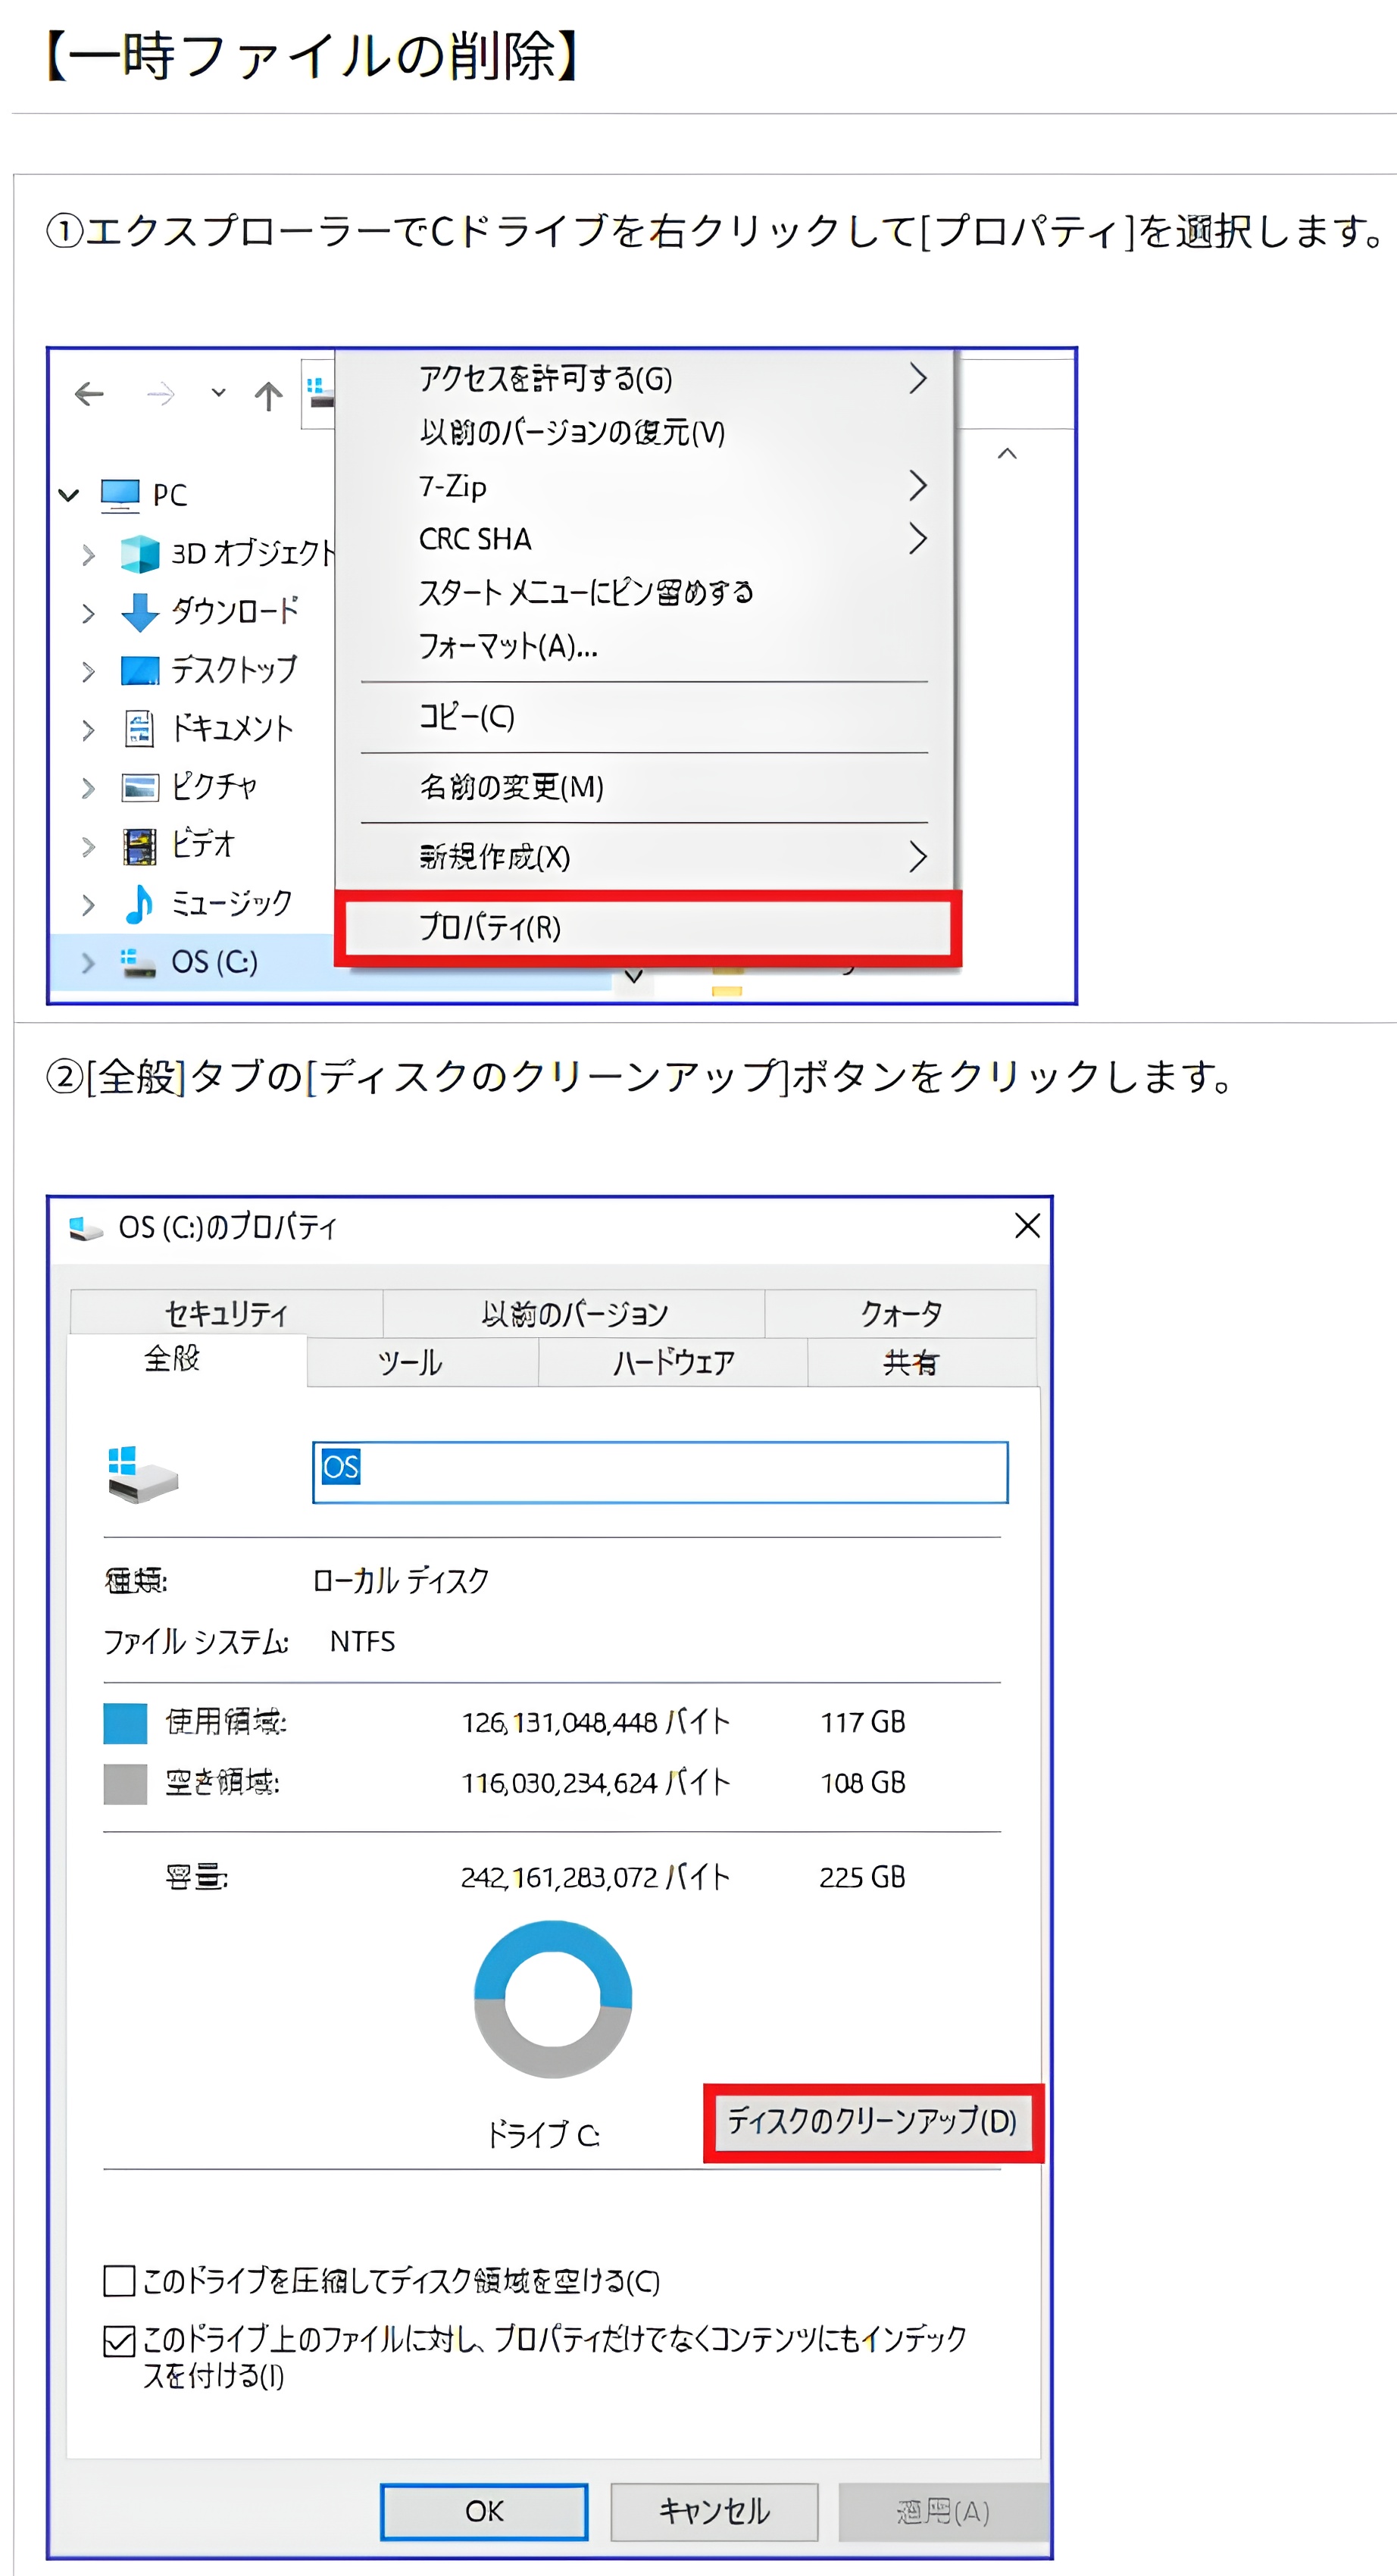 【一時ファイルの削除】
①エクスプローラーでCドライブを右クリックして[プロパティ]を選択します。
アクセスを許可する(G)
以前のバージョンの復元(V)
7-Zip
CRC SHA
スタート メニューにピン留めする
フォーマット(A)...
コピー(C)
名前の変更(M)
新規作成(X)
プロパティ(R)
PC
3D オブジェクト
ダウンロード
デスクトップ
ドキュメント
ピクチャ
ビデオ
ミュージック
OS (C:)
②[全般]タブの[ディスクのクリーンアップ]ボタンをクリックします。
OS (C:)のプロパティ
セキュリティ 以前のバージョン クォータ
全般 ツール ハードウェア 共有
OS
種類: ローカル ディスク
ファイル システム: NTFS
使用領域: 126,131,048,448 バイト 117 GB
空き領域: 116,030,234,624 バイト 108 GB
容量: 242,161,283,072 バイト 225 GB
ドライブ C:
ディスクのクリーンアップ(D)
このドライブを圧縮してディスク領域を空ける(C)
このドライブ上のファイルに対し、プロパティだけでなくコンテンツにもインデック
スを付ける(I)
OK キャンセル 適用(A)